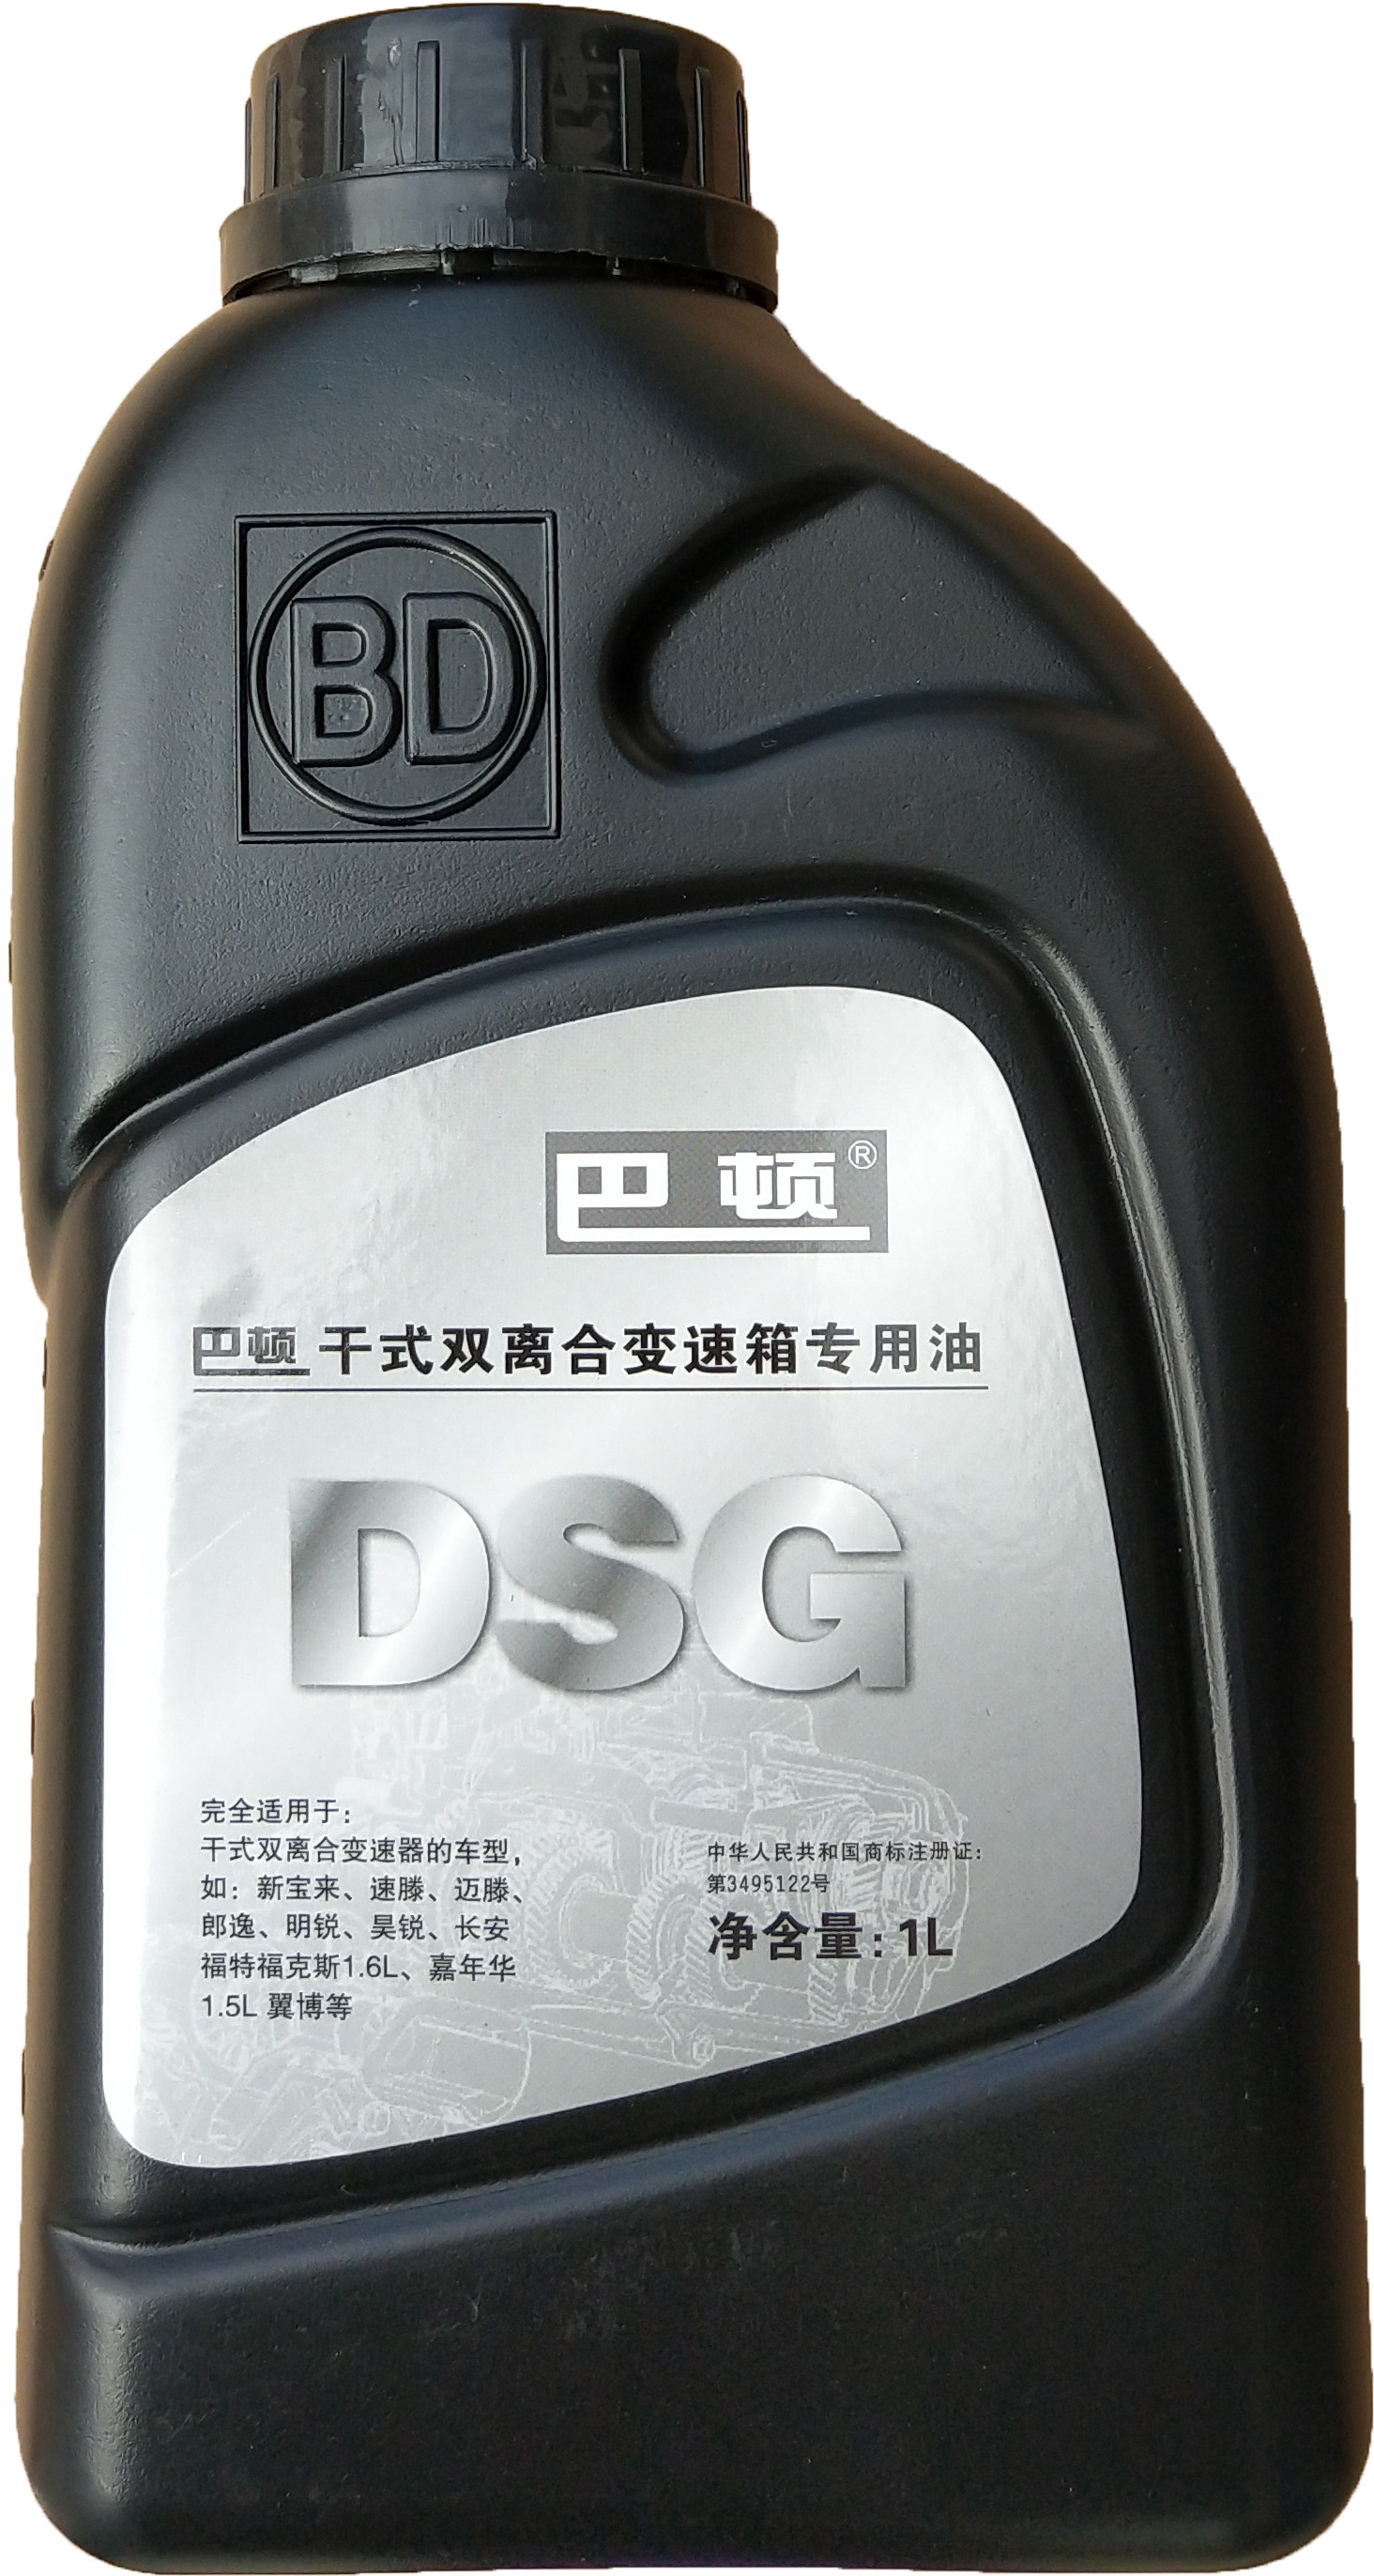 BD
巴顿®
巴顿 干式双离合变速箱专用油
DSG
完全适用于：
干式双离合变速器的车型，
如：新宝来、速腾、迈腾、
郎逸、明锐、昊锐、长安
福特福克斯1.6L、嘉年华
1.5L 翼博等
中华人民共和国商标注册证：
第3495122号
净含量：1L